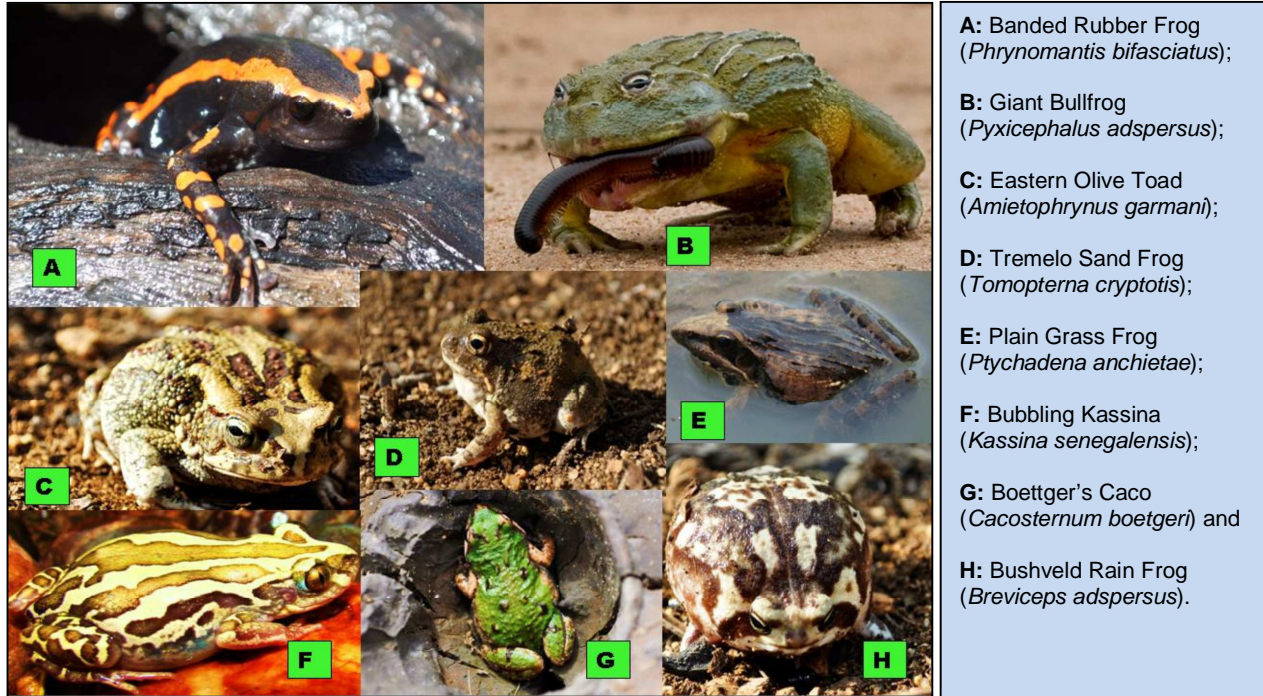 A
B
C
D
E
F
G
H
A: Banded Rubber Frog
(Phrynomantis bifasciatus);
B: Giant Bullfrog
(Pyxicephalus adspersus);
C: Eastern Olive Toad
(Amietophrynus garmani);
D: Tremelo Sand Frog
(Tomopterna cryptotis);
E: Plain Grass Frog
(Ptychadena anchietae);
F: Bubbling Kassina
(Kassina senegalensis);
G: Boettger’s Caco
(Cacosternum boetgeri) and
H: Bushveld Rain Frog
(Breviceps adspersus).